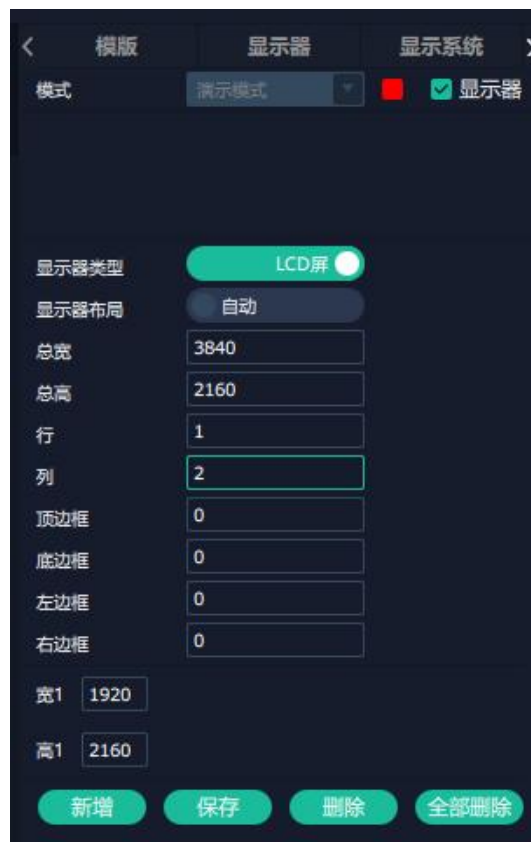 模版 显示器 显示系统
模式 演示模式 显示器
显示器类型 LCD屏
显示器布局 自动
总宽 3840
总高 2160
行 1
列 2
顶边框 0
底边框 0
左边框 0
右边框 0
宽1 1920
高1 2160
新增 保存 删除 全部删除